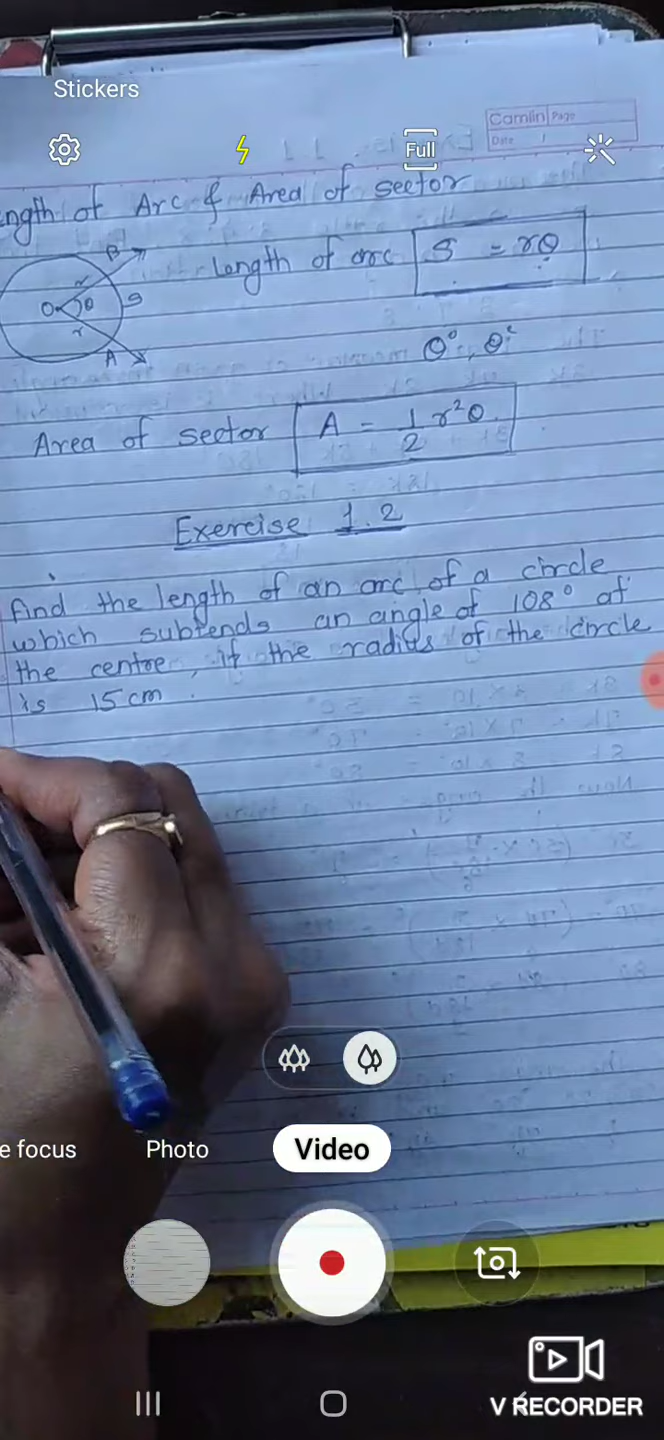 Stickers
Camlin Page
Date
Full
ength of Arc & Area of sector
B
Length of arc S = rθ
r
O θ S
r
A
θ°, θᶜ
Area of sector A = 1/2 r²θ
Exercise 1.2
find the length of an arc of a circle
which subtends an angle of 108° at
the centre, if the radius of the circle
is 15 cm.
e focus Photo Video
V RECORDER